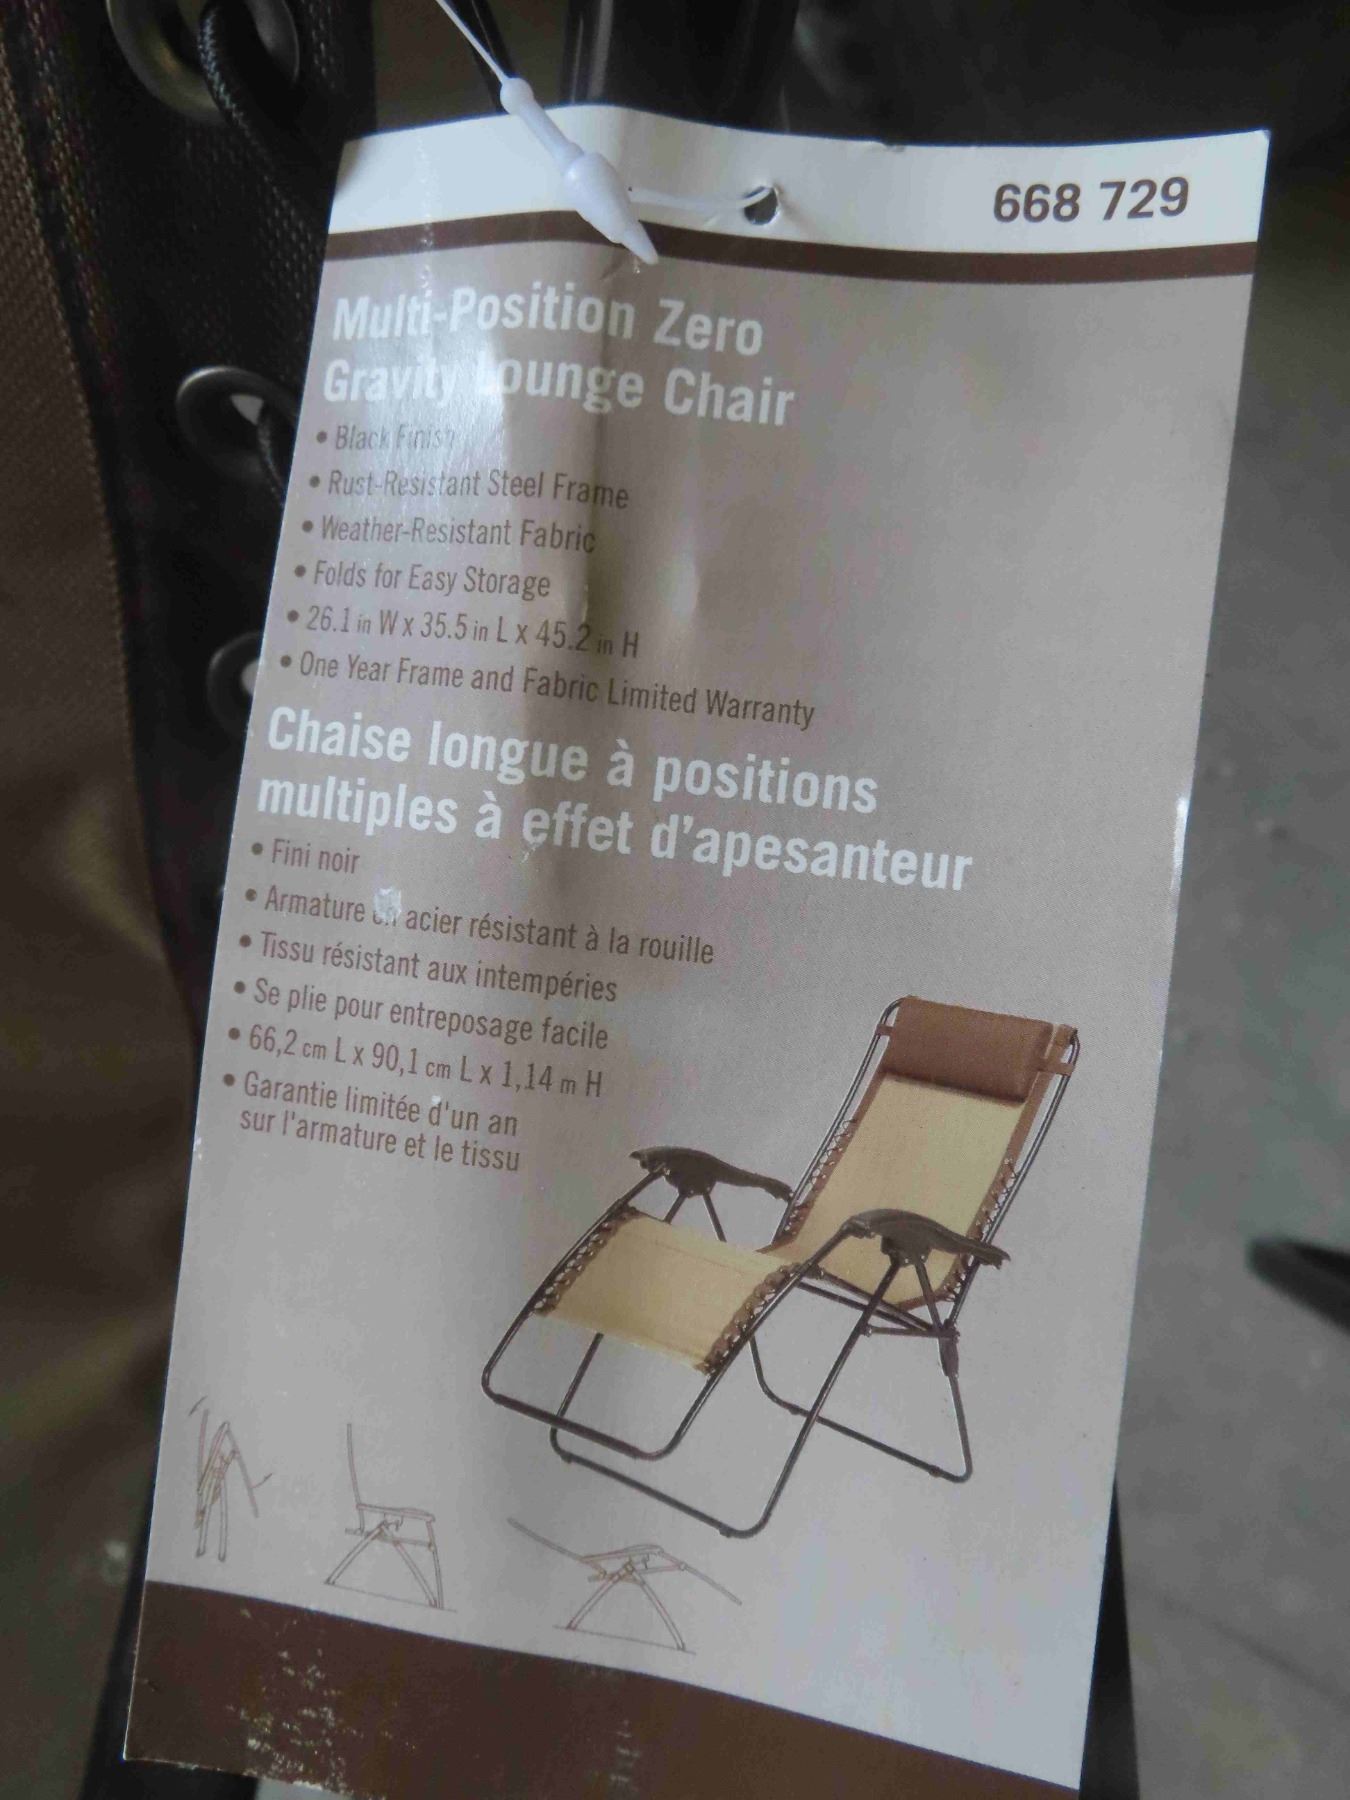 668 729
Multi-Position Zero
Gravity Lounge Chair
• Black Finish
• Rust-Resistant Steel Frame
• Weather-Resistant Fabric
• Folds for Easy Storage
• 26.1 in W x 35.5 in L x 45.2 in H
• One Year Frame and Fabric Limited Warranty
Chaise longue à positions
multiples à effet d'apesanteur
• Fini noir
• Armature en acier résistant à la rouille
• Tissu résistant aux intempéries
• Se plie pour entreposage facile
• 66,2 cm L x 90,1 cm L x 1,14 m H
• Garantie limitée d'un an
sur l'armature et le tissu